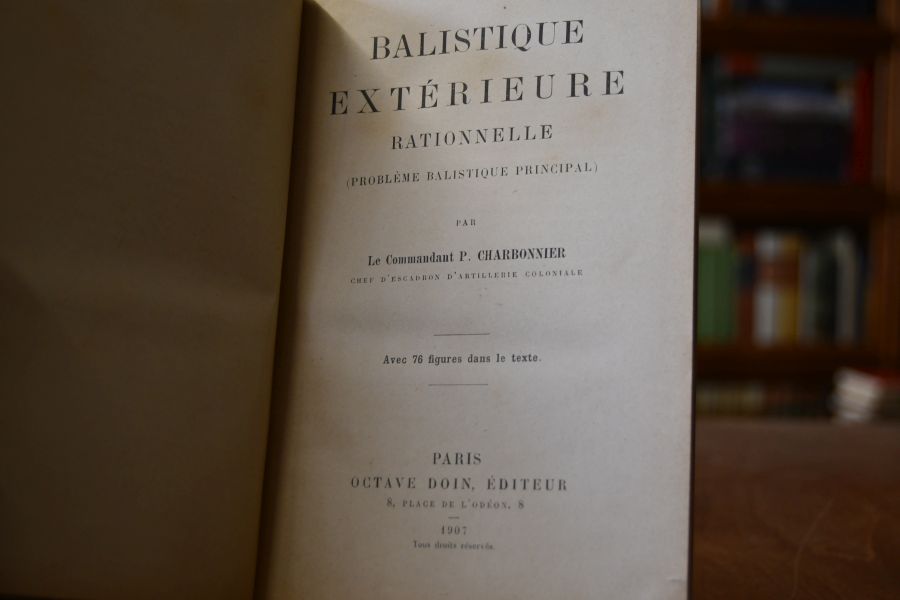 BALISTIQUE
EXTÉRIEURE
RATIONNELLE
(PROBLÈME BALISTIQUE PRINCIPAL)
PAR
Le Commandant P. CHARBONNIER
CHEF D'ESCADRON D'ARTILLERIE COLONIALE
Avec 76 figures dans le texte.
PARIS
OCTAVE DOIN, ÉDITEUR
8, PLACE DE L'ODÉON, 8
1907
Tous droits réservés.